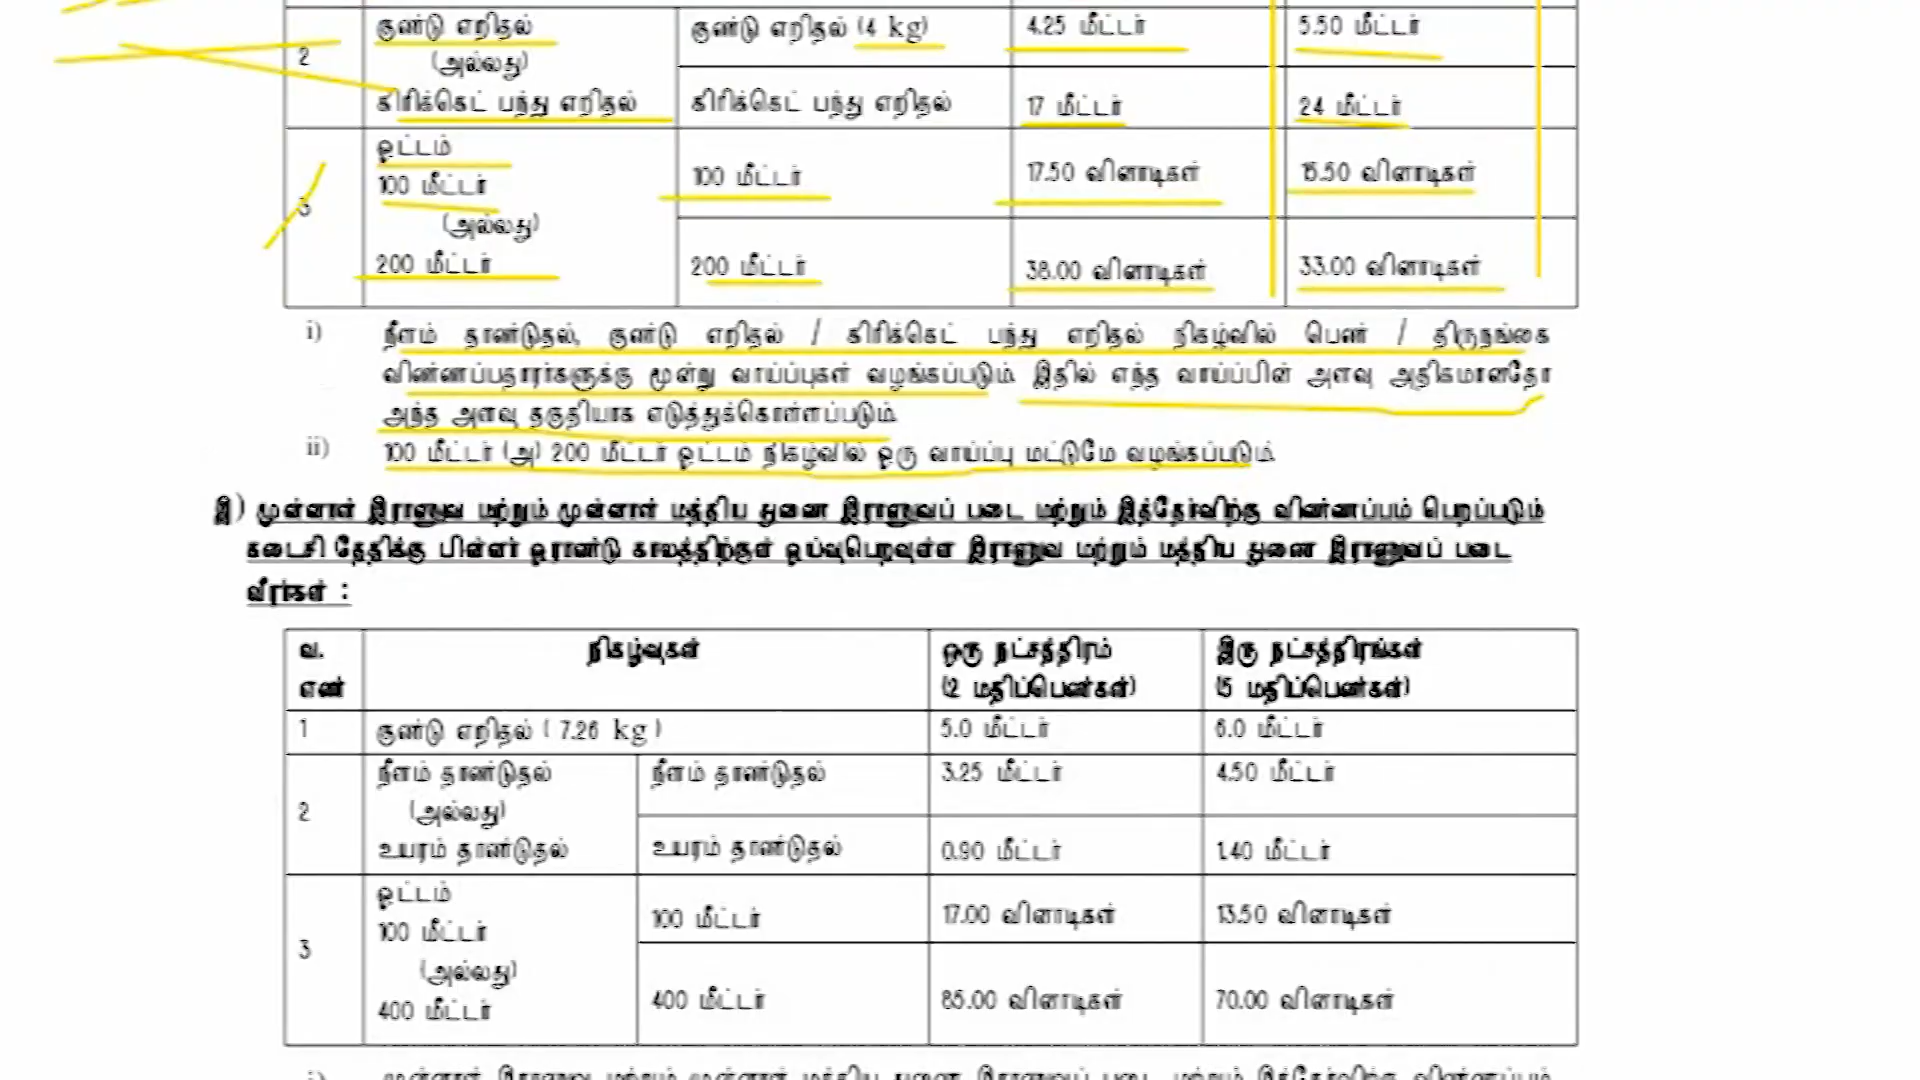 2
குண்டு எறிதல்
(அல்லது)
கிரிக்கெட் பந்து எறிதல்
குண்டு எறிதல் (4 kg)
4.25 மீட்டர்
5.50 மீட்டர்
கிரிக்கெட் பந்து எறிதல்
17 மீட்டர்
24 மீட்டர்
3
ஓட்டம்
100 மீட்டர்
(அல்லது)
200 மீட்டர்
100 மீட்டர்
17.50 வினாடிகள்
15.50 வினாடிகள்
200 மீட்டர்
38.00 வினாடிகள்
33.00 வினாடிகள்
i) நீளம் தாண்டுதல், குண்டு எறிதல் / கிரிக்கெட் பந்து எறிதல் நிகழ்வில் பெண் / திருநங்கை
விண்ணப்பதாரர்களுக்கு மூன்று வாய்ப்புகள் வழங்கப்படும். இதில் எந்த வாய்ப்பின் அளவு அதிகமானதோ
அந்த அளவு தகுதியாக எடுத்துக்கொள்ளப்படும்.
ii) 100 மீட்டர் (அ) 200 மீட்டர் ஓட்டம் நிகழ்வில் ஒரு வாய்ப்பு மட்டுமே வழங்கப்படும்.
இ) முன்னாள் இராணுவ மற்றும் முன்னாள் மத்திய துணை இராணுவப் படை மற்றும் இத்தேர்விற்கு விண்ணப்பம் பெறப்படும்
கடைசி தேதிக்கு பின்னர் ஓராண்டு காலத்திற்குள் ஓய்வுபெறவுள்ள இராணுவ மற்றும் மத்திய துணை இராணுவப் படை
வீரர்கள் :
வ. எண்
நிகழ்வுகள்
ஒரு நட்சத்திரம்
(2 மதிப்பெண்கள்)
இரு நட்சத்திரங்கள்
(5 மதிப்பெண்கள்)
1
குண்டு எறிதல் ( 7.26 kg )
5.0 மீட்டர்
6.0 மீட்டர்
2
நீளம் தாண்டுதல்
(அல்லது)
உயரம் தாண்டுதல்
நீளம் தாண்டுதல்
3.25 மீட்டர்
4.50 மீட்டர்
உயரம் தாண்டுதல்
0.90 மீட்டர்
1.40 மீட்டர்
3
ஓட்டம்
100 மீட்டர்
(அல்லது)
400 மீட்டர்
100 மீட்டர்
17.00 வினாடிகள்
13.50 வினாடிகள்
400 மீட்டர்
85.00 வினாடிகள்
70.00 வினாடிகள்